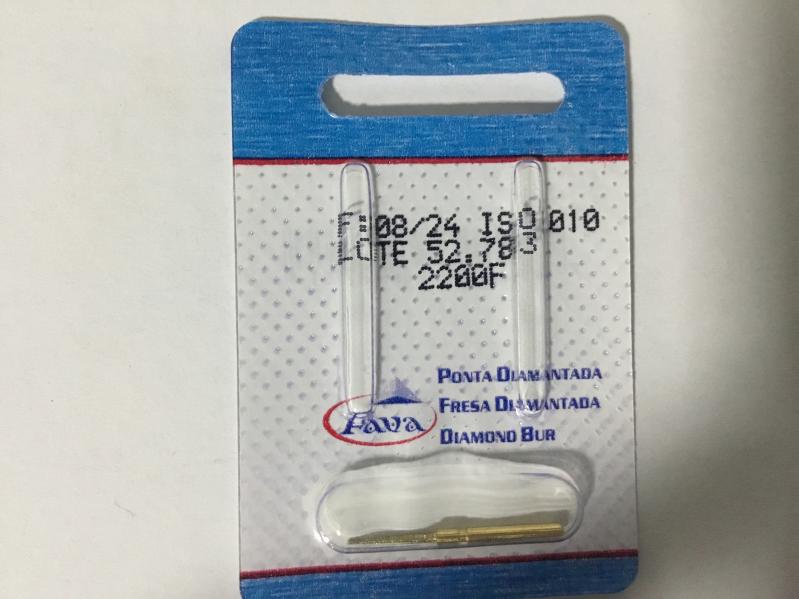 F:08/24 ISO 010
LOTE 52.783
2200F
PONTA DIAMANTADA
FRESA DIAMANTADA
Fava
DIAMOND BUR